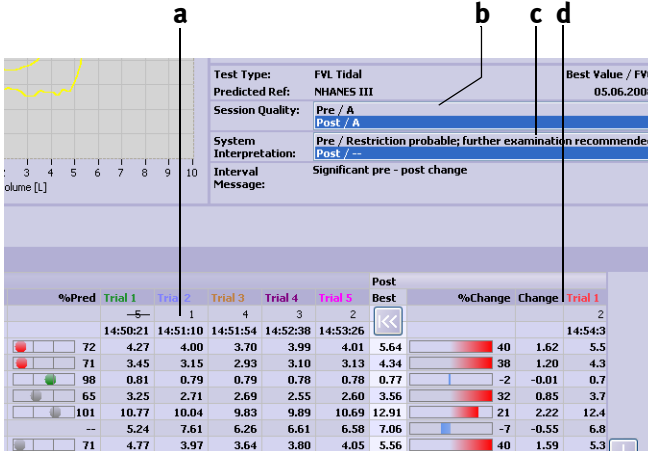 a b c d
Test Type: FVL Tidal Best Value / FV
Predicted Ref: NHANES III 05.06.200
Session Quality: Pre / A
Post / A
System Interpretation: Pre / Restriction probable; further examination recommende
Post / --
Interval Message: Significant pre - post change
3 4 5 6 7 8 9 10
olume [L]
Post
%Pred Trial 1 Trial 2 Trial 3 Trial 4 Trial 5 Best %Change Change Trial 1
5 1 4 3 2 2
14:50:21 14:51:10 14:51:54 14:52:38 14:53:26 14:54:3
72 4.27 4.00 3.70 3.99 4.01 5.64 40 1.62 5.5
71 3.45 3.15 2.93 3.10 3.13 4.34 38 1.20 4.3
98 0.81 0.79 0.79 0.78 0.78 0.77 -2 -0.01 0.7
65 3.25 2.71 2.69 2.55 2.60 3.56 32 0.85 3.7
101 10.77 10.04 9.83 9.89 10.69 12.91 21 2.22 12.4
-- 5.24 7.61 6.26 6.61 6.58 7.06 -7 -0.55 6.8
71 4.77 3.97 3.64 3.80 4.05 5.56 40 1.59 5.3